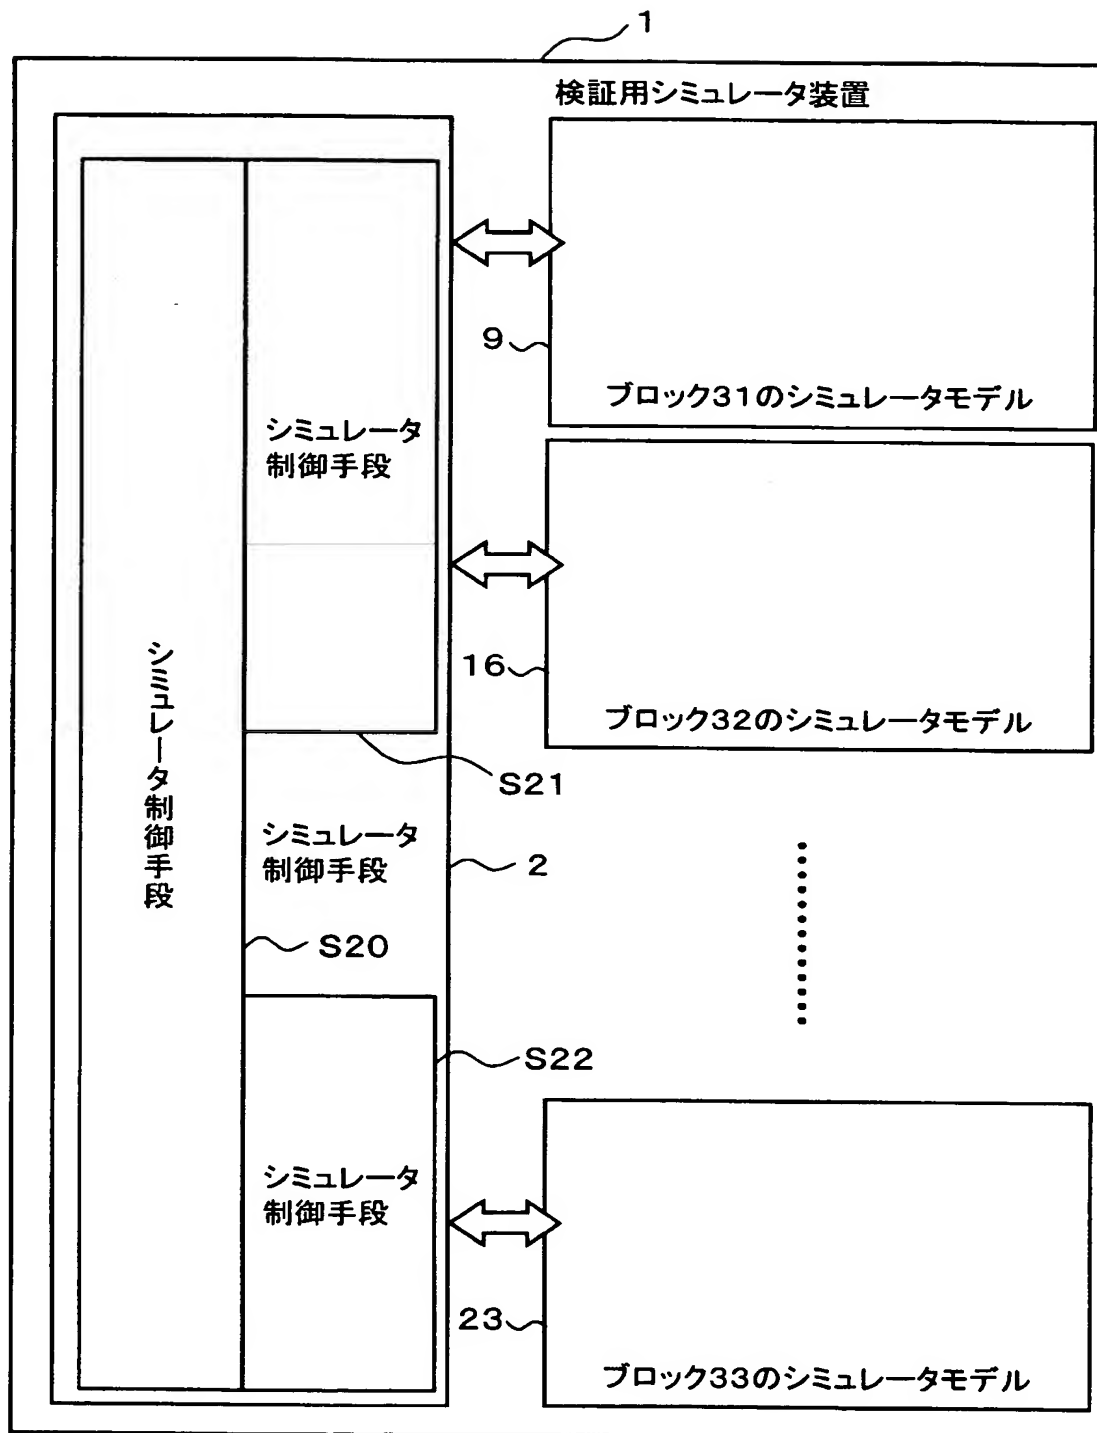 1
検証用シミュレータ装置
9
ブロック31のシミュレータモデル
シミュレータ
制御手段
16
ブロック32のシミュレータモデル
シミュレータ制御手段
S21
シミュレータ
制御手段
2
S20
S22
シミュレータ
制御手段
23
ブロック33のシミュレータモデル